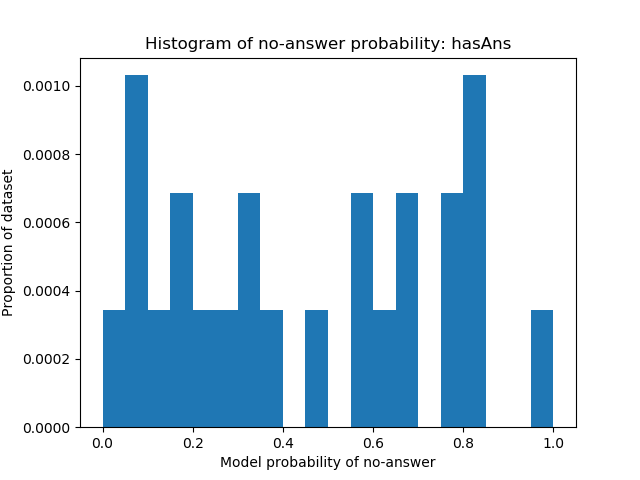 Histogram of no-answer probability: hasAns
0.0010
0.0008
0.0006
0.0004
0.0002
0.0000
Proportion of dataset
0.0 0.2 0.4 0.6 0.8 1.0
Model probability of no-answer